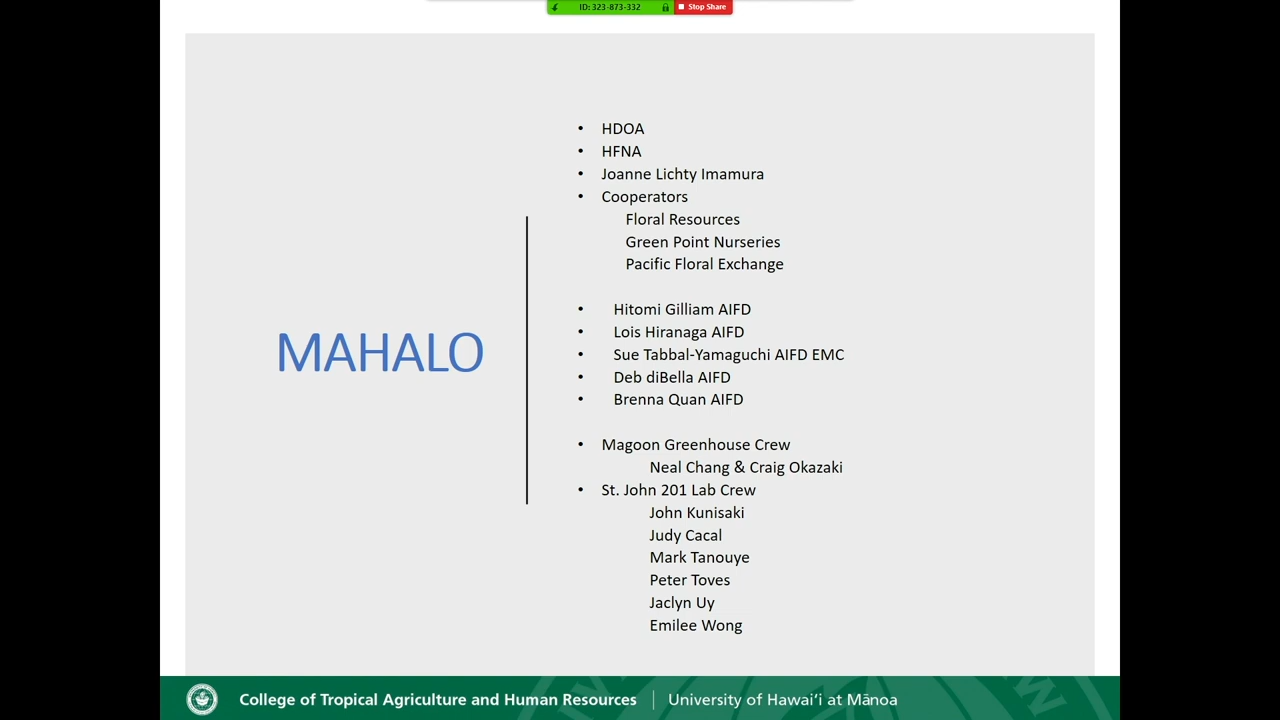 ID: 323-873-332
Stop Share
MAHALO
• HDOA
• HFNA
• Joanne Lichty Imamura
• Cooperators
Floral Resources
Green Point Nurseries
Pacific Floral Exchange
• Hitomi Gilliam AIFD
• Lois Hiranaga AIFD
• Sue Tabbal-Yamaguchi AIFD EMC
• Deb diBella AIFD
• Brenna Quan AIFD
• Magoon Greenhouse Crew
Neal Chang & Craig Okazaki
• St. John 201 Lab Crew
John Kunisaki
Judy Cacal
Mark Tanouye
Peter Toves
Jaclyn Uy
Emilee Wong
College of Tropical Agriculture and Human Resources | University of Hawaiʻi at Mānoa